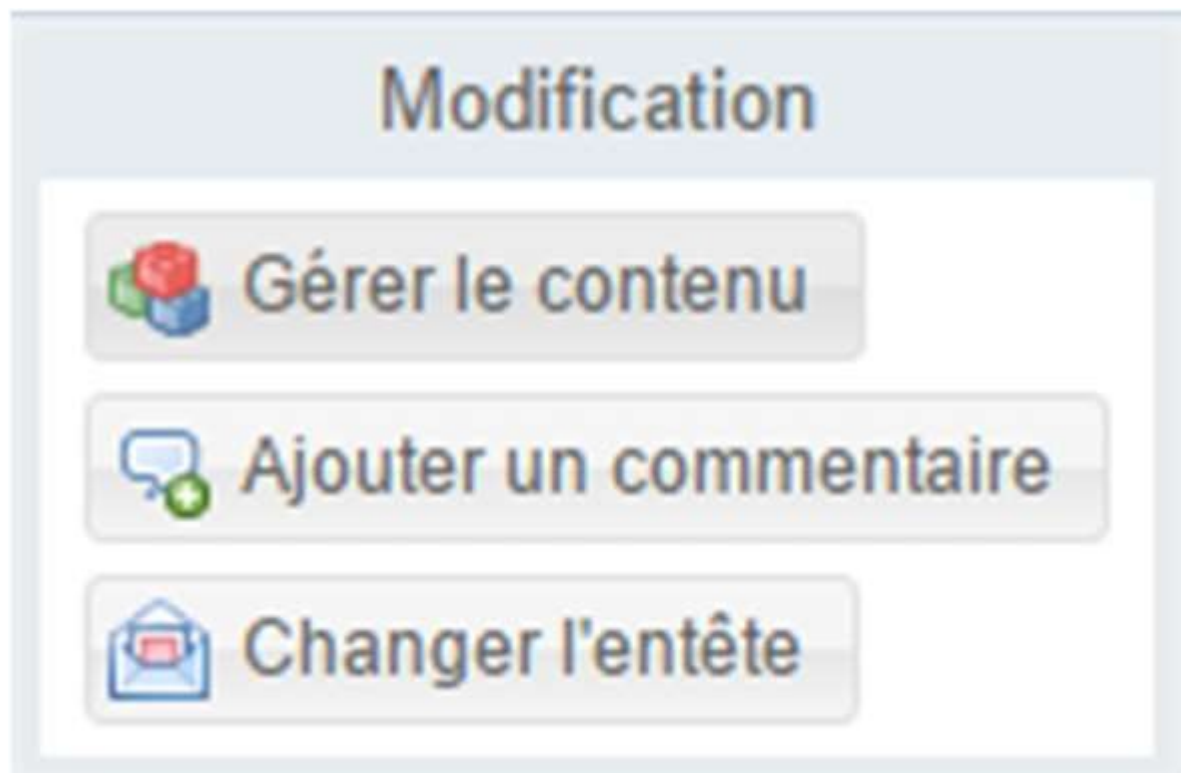 Modification
Gérer le contenu
Ajouter un commentaire
Changer l'entête